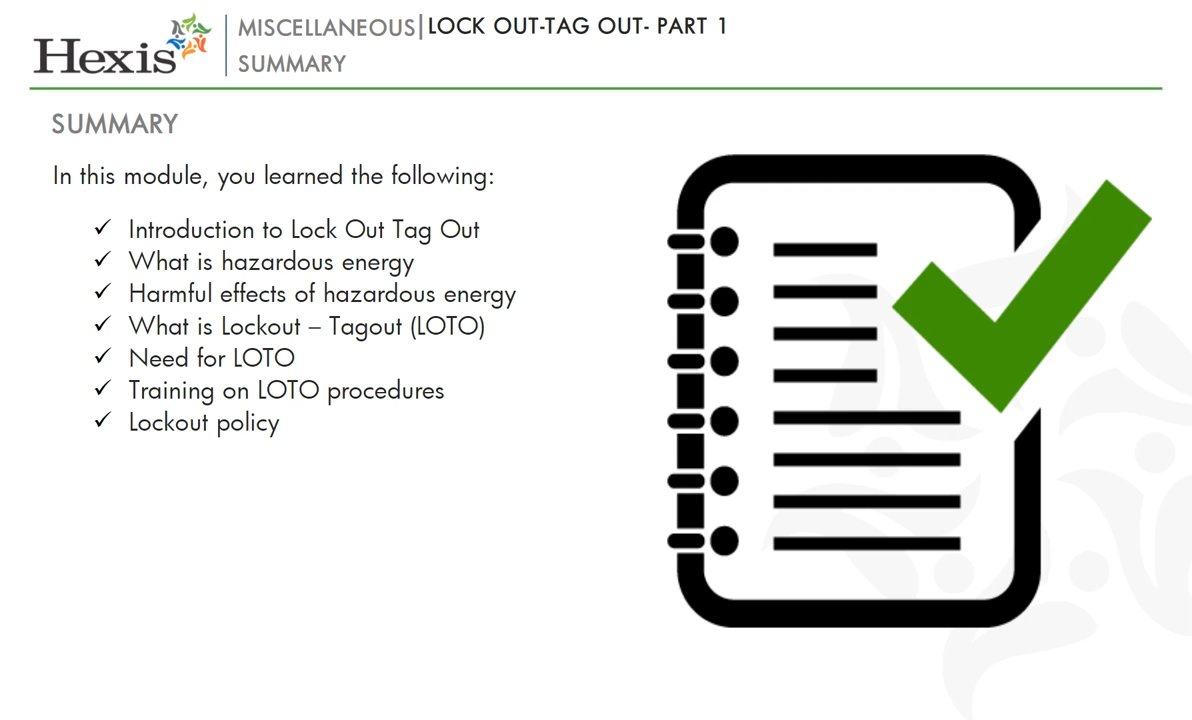 Hexis
MISCELLANEOUS|LOCK OUT-TAG OUT- PART 1
SUMMARY
SUMMARY
In this module, you learned the following:
✓ Introduction to Lock Out Tag Out
✓ What is hazardous energy
✓ Harmful effects of hazardous energy
✓ What is Lockout – Tagout (LOTO)
✓ Need for LOTO
✓ Training on LOTO procedures
✓ Lockout policy